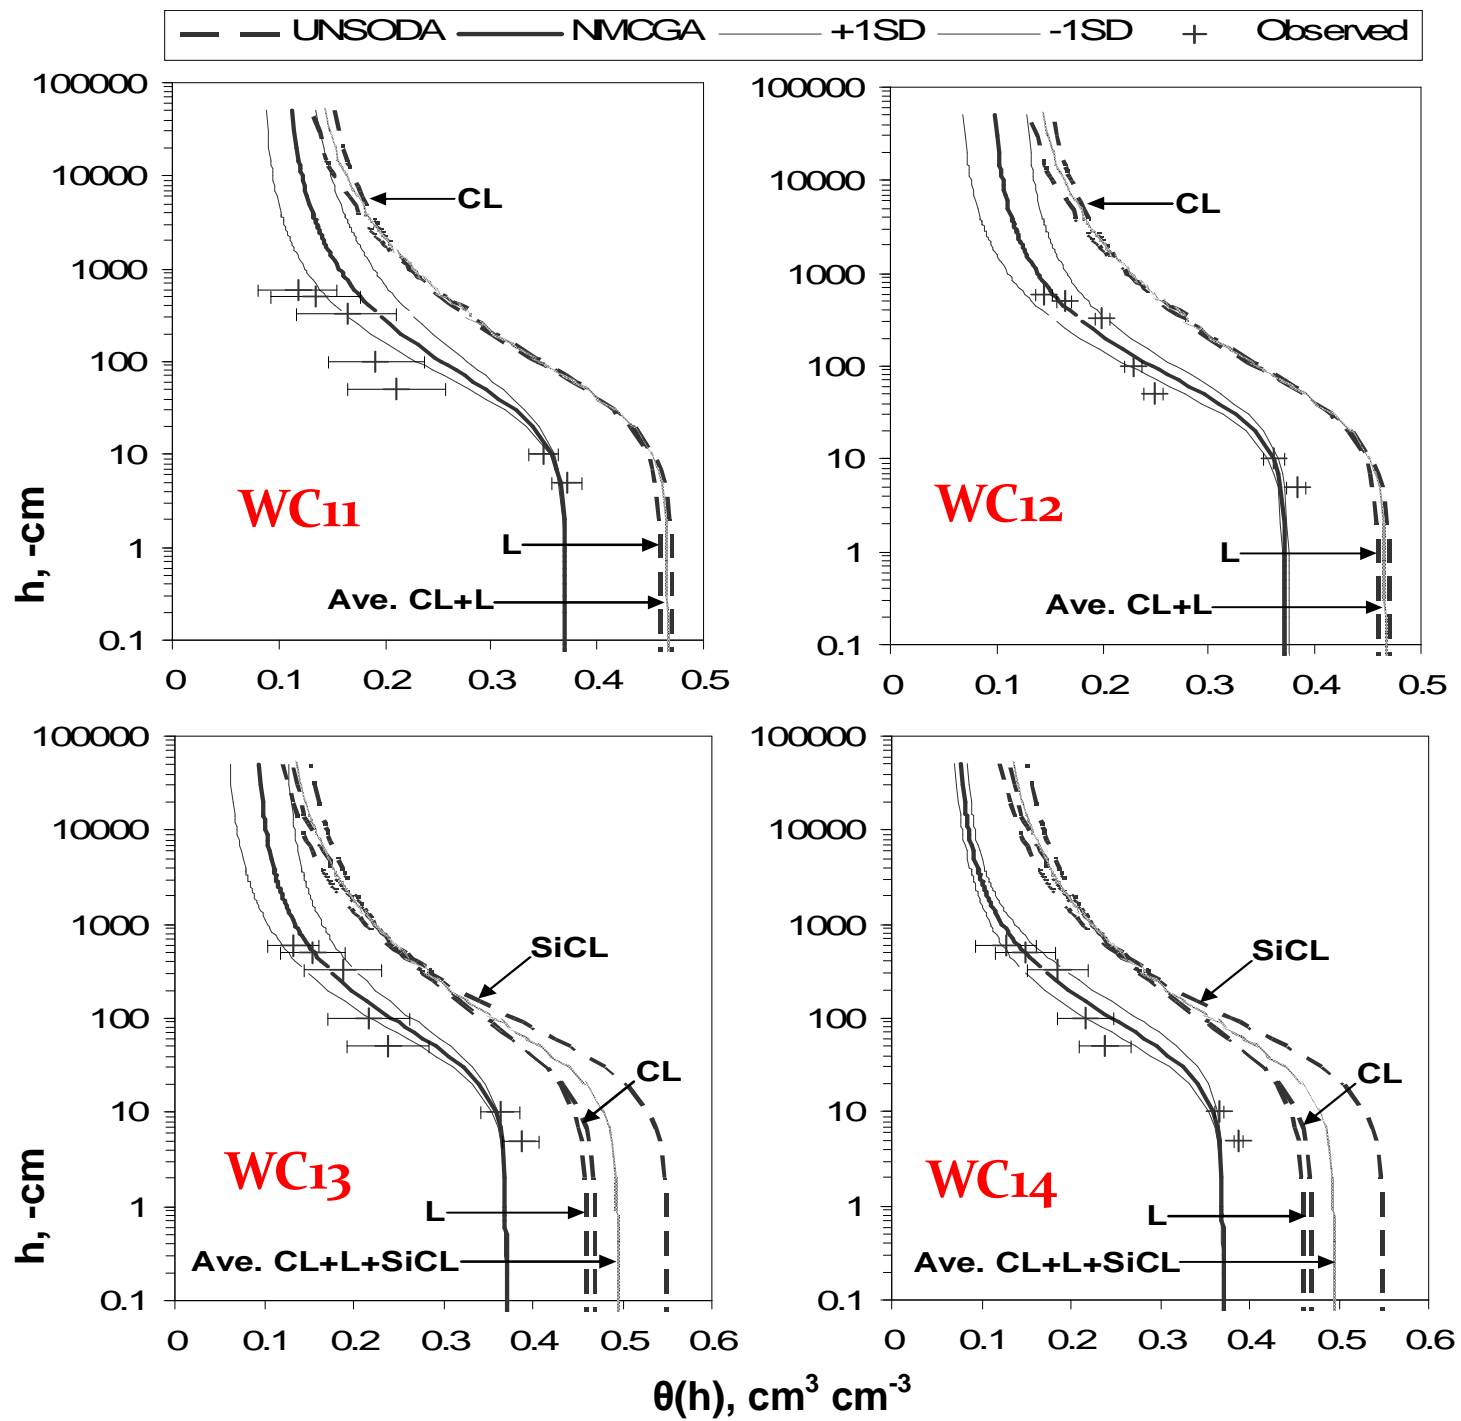 UNSODA NMCGA +1SD -1SD Observed
100000
10000
1000
100
10
1
0.1
0 0.1 0.2 0.3 0.4 0.5
CL
WC11
L
Ave. CL+L
h, -cm
100000
10000
1000
100
10
1
0.1
0 0.1 0.2 0.3 0.4 0.5
CL
WC12
L
Ave. CL+L
100000
10000
1000
100
10
1
0.1
0 0.1 0.2 0.3 0.4 0.5 0.6
SiCL
CL
WC13
L
Ave. CL+L+SiCL
h, -cm
100000
10000
1000
100
10
1
0.1
0 0.1 0.2 0.3 0.4 0.5 0.6
SiCL
CL
WC14
L
Ave. CL+L+SiCL
θ(h), cm³ cm⁻³